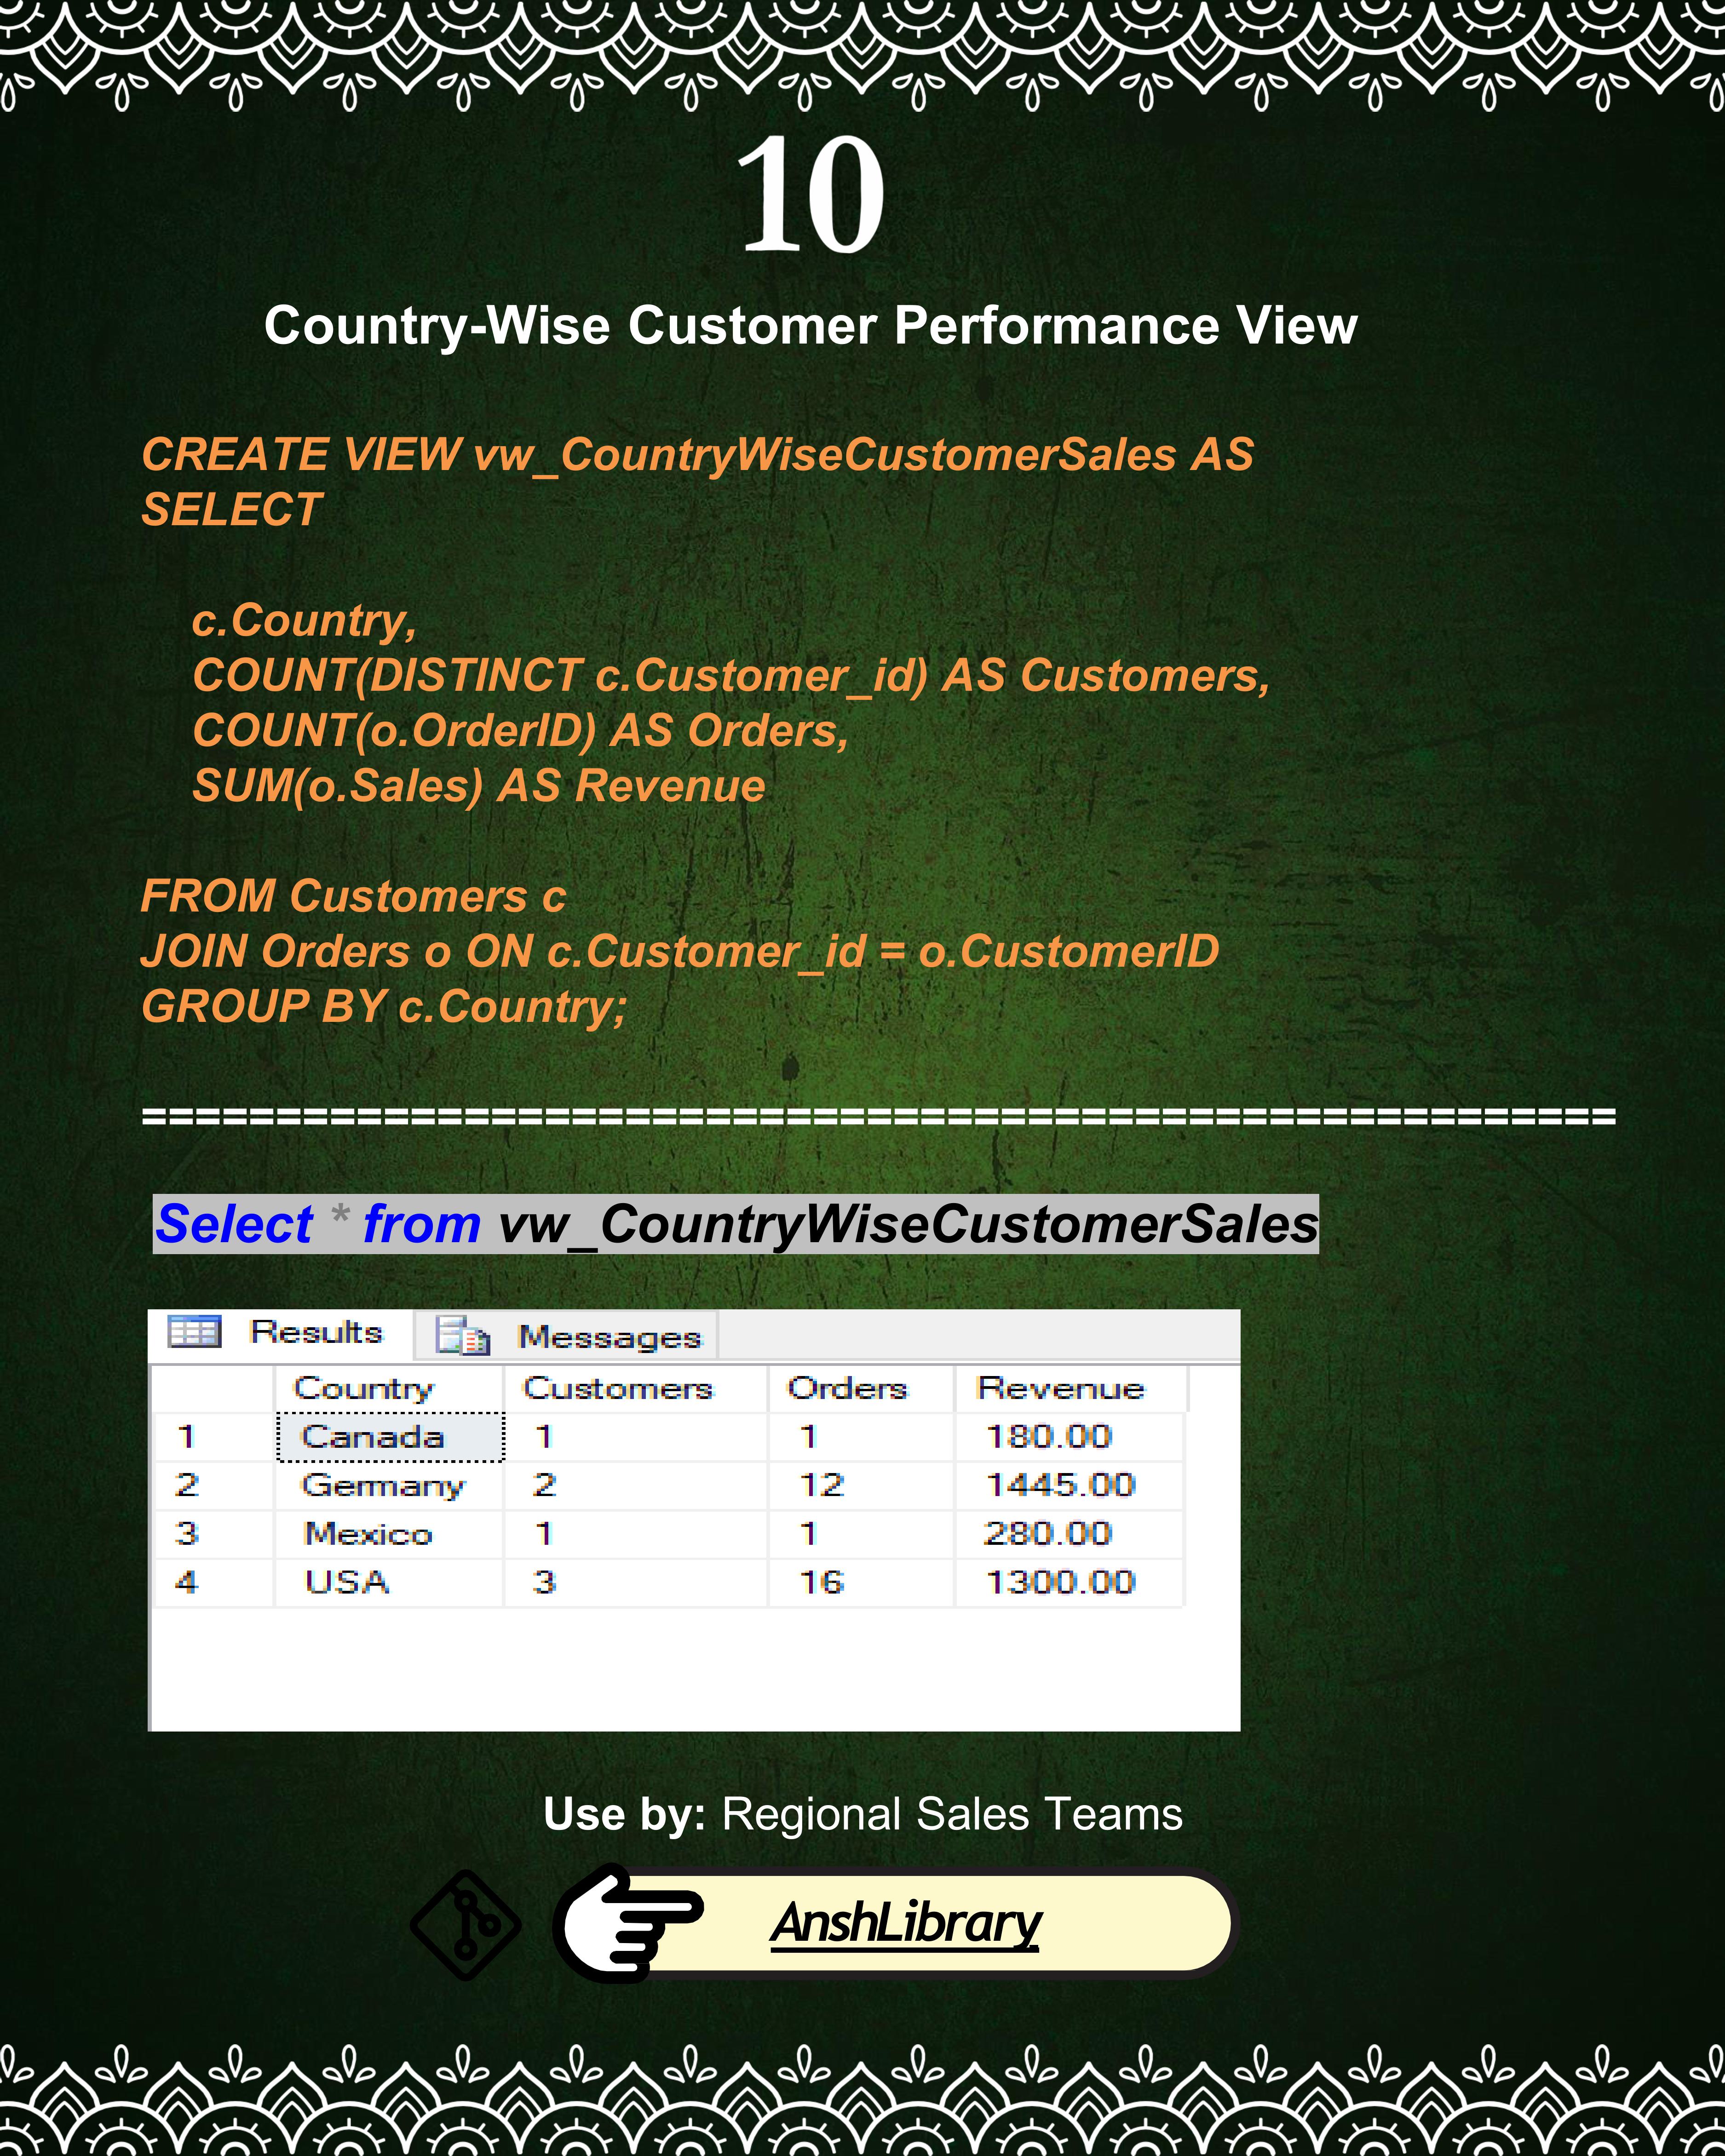 10
Country-Wise Customer Performance View
CREATE VIEW vw_CountryWiseCustomerSales AS
SELECT
c.Country,
COUNT(DISTINCT c.Customer_id) AS Customers,
COUNT(o.OrderID) AS Orders,
SUM(o.Sales) AS Revenue
FROM Customers c
JOIN Orders o ON c.Customer_id = o.CustomerID
GROUP BY c.Country;
=======================================================
Select * from vw_CountryWiseCustomerSales
Results Messages
Country Customers Orders Revenue
1 Canada 1 1 180.00
2 Germany 2 12 1445.00
3 Mexico 1 1 280.00
4 USA 3 16 1300.00
Use by: Regional Sales Teams
AnshLibrary